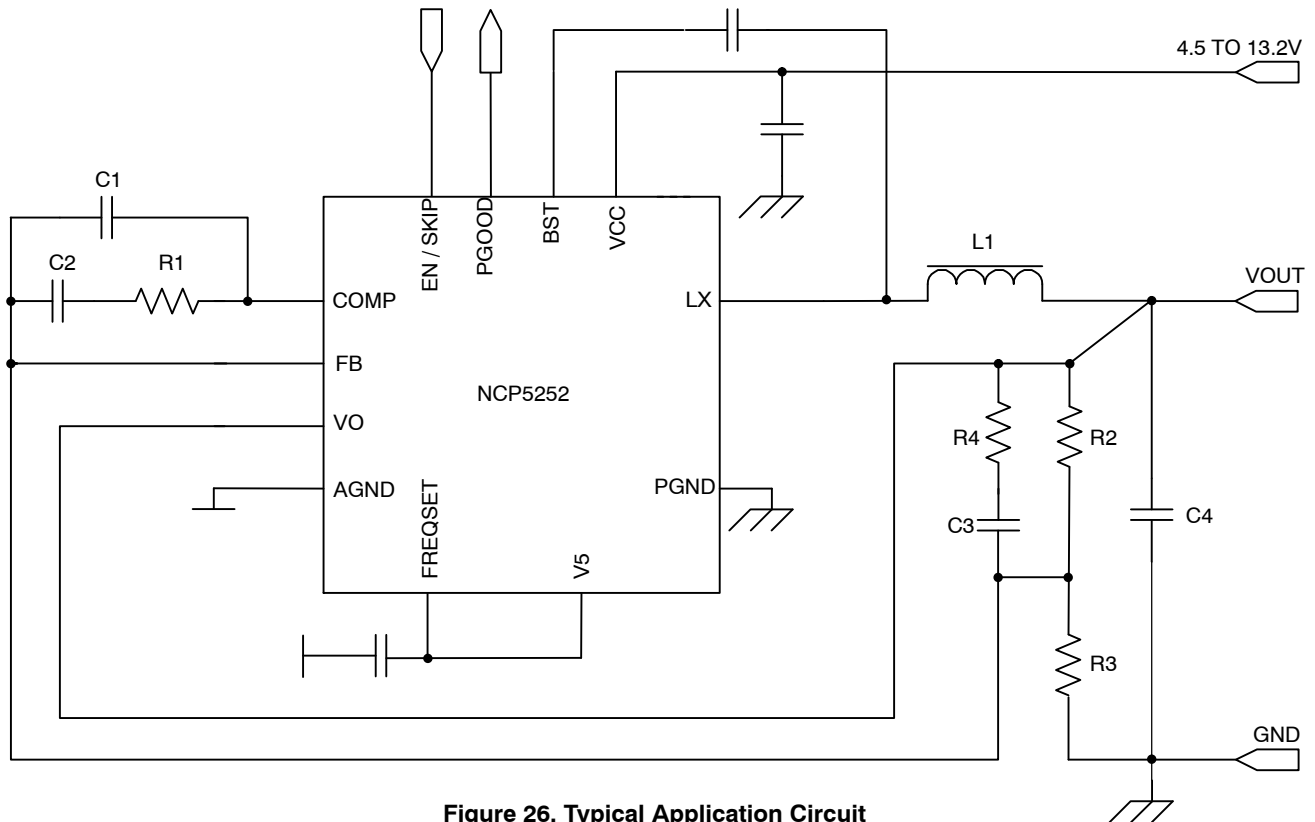 4.5 TO 13.2V
C1
EN / SKIP
PGOOD
BST
VCC
C2
R1
L1
VOUT
COMP
LX
FB
NCP5252
VO
R4
R2
AGND
FREQSET
V5
PGND
C3
C4
R3
GND
Figure 26. Typical Application Circuit